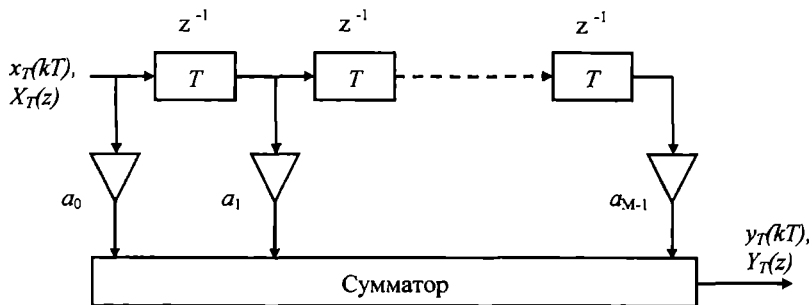 z⁻¹ z⁻¹ z⁻¹
x_T(kT),
X_T(z)
T T T
a₀ a₁ a_{M-1}
y_T(kT),
Y_T(z)
Сумматор